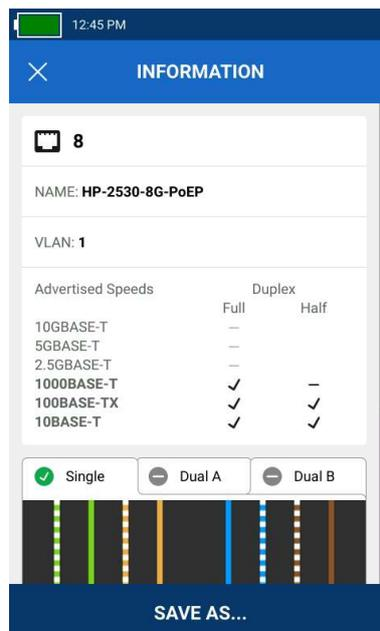 12:45 PM
INFORMATION
8
NAME: HP-2530-8G-PoEP
VLAN: 1
Advertised Speeds Duplex
Full Half
10GBASE-T —
5GBASE-T —
2.5GBASE-T —
1000BASE-T ✓ —
100BASE-TX ✓ ✓
10BASE-T ✓ ✓
Single Dual A Dual B
SAVE AS...